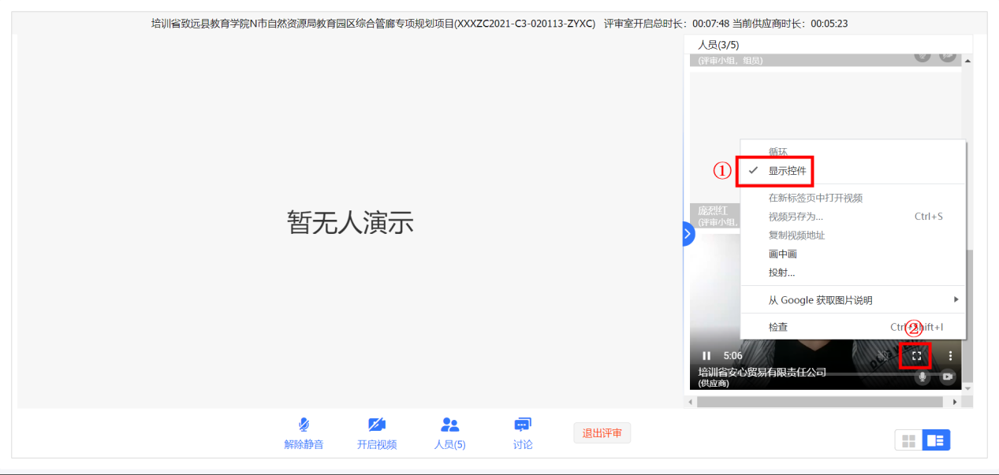 培训省致远县教育学院N市自然资源局教育园区综合管廊专项规划项目(XXXZC2021-C3-020113-ZYXC) 评审室开启总时长：00:07:48 当前供应商时长：00:05:23
人员(3/5)
(评审小组，组员)
循环
① ✓ 显示控件
在新标签页中打开视频
庞烈红
(评审小组,
视频另存为... Ctrl+S
复制视频地址
暂无人演示
画中画
投射...
从 Google 获取图片说明
检查 Ctrl+Shift+I
②
5:06
培训省安心贸易有限责任公司
(供应商)
解除静音 开启视频 人员(5) 讨论 退出评审